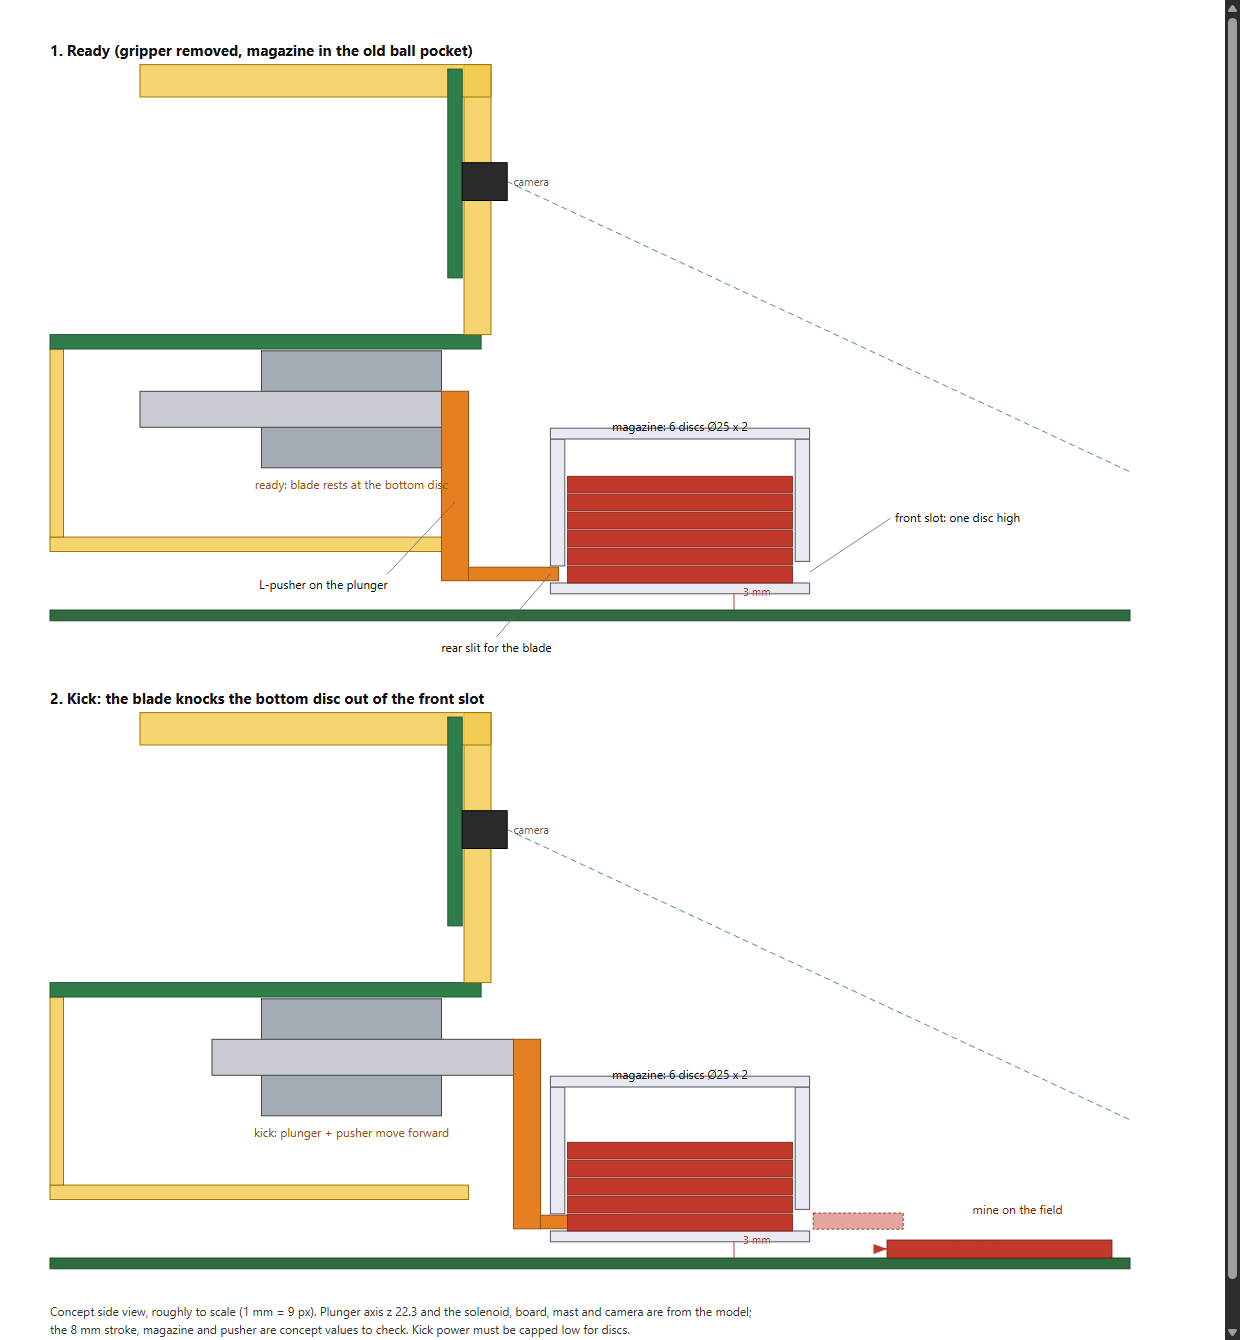 1. Ready (gripper removed, magazine in the old ball pocket)
camera
magazine: 6 discs Ø25 x 2
ready: blade rests at the bottom disc
front slot: one disc high
L-pusher on the plunger
3 mm
rear slit for the blade
2. Kick: the blade knocks the bottom disc out of the front slot
camera
magazine: 6 discs Ø25 x 2
kick: plunger + pusher move forward
mine on the field
3 mm
Concept side view, roughly to scale (1 mm = 9 px). Plunger axis z 22.3 and the solenoid, board, mast and camera are from the model;
the 8 mm stroke, magazine and pusher are concept values to check. Kick power must be capped low for discs.